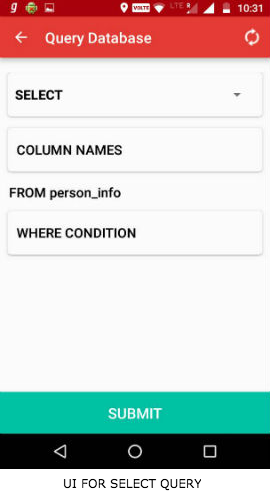 g VOLTE LTE R 10:31
Query Database
SELECT
COLUMN NAMES
FROM person_info
WHERE CONDITION
SUBMIT
UI FOR SELECT QUERY